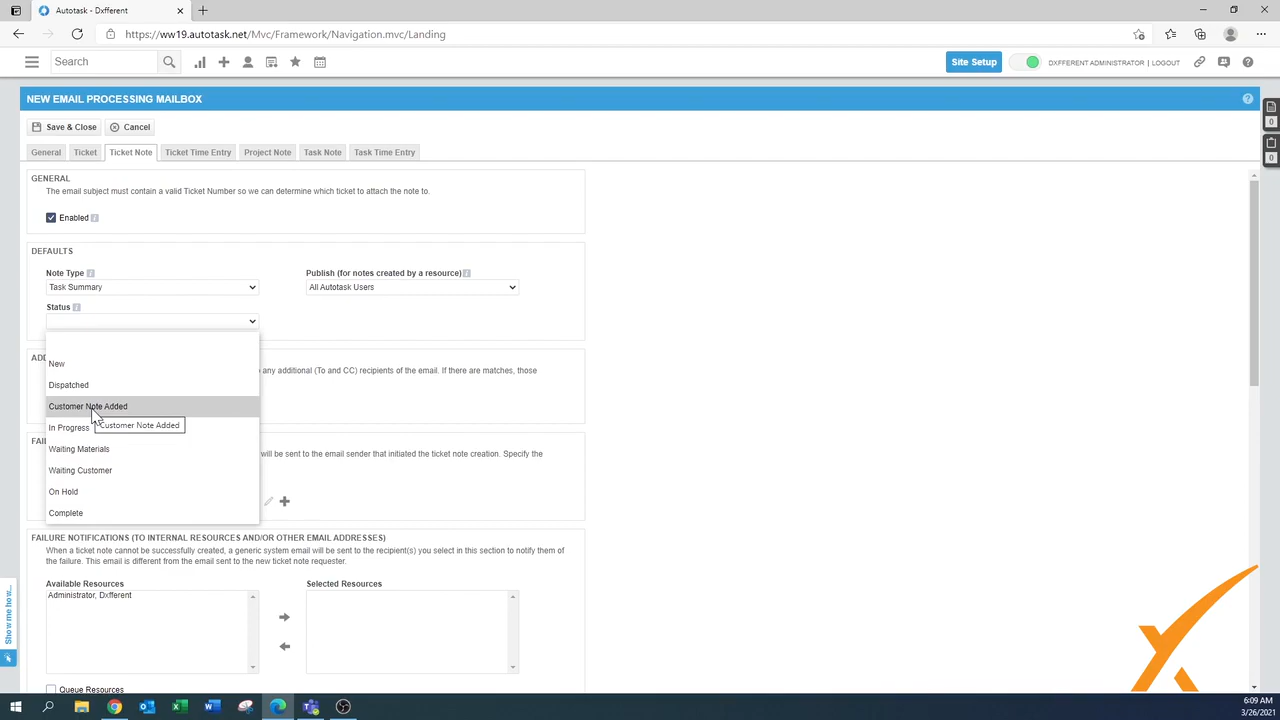 Autotask - Dxfferent
https://ww19.autotask.net/Mvc/Framework/Navigation.mvc/Landing
Search
Site Setup
DXFFERENT ADMINISTRATOR | LOGOUT
NEW EMAIL PROCESSING MAILBOX
Save & Close
Cancel
0
0
General
Ticket
Ticket Note
Ticket Time Entry
Project Note
Task Note
Task Time Entry
GENERAL
The email subject must contain a valid Ticket Number so we can determine which ticket to attach the note to.
Enabled
DEFAULTS
Note Type
Publish (for notes created by a resource)
Task Summary
All Autotask Users
Status
New
Dispatched
Customer Note Added
Customer Note Added
In Progress
Waiting Materials
Waiting Customer
On Hold
Complete
any additional (To and CC) recipients of the email. If there are matches, those
will be sent to the email sender that initiated the ticket note creation. Specify the
FAILURE NOTIFICATIONS (TO INTERNAL RESOURCES AND/OR OTHER EMAIL ADDRESSES)
When a ticket note cannot be successfully created, a generic system email will be sent to the recipient(s) you select in this section to notify them of
the failure. This email is different from the email sent to the new ticket note requester.
Available Resources
Selected Resources
Administrator, Dxfferent
Queue Resources
Show me how...
6:09 AM
3/26/2021